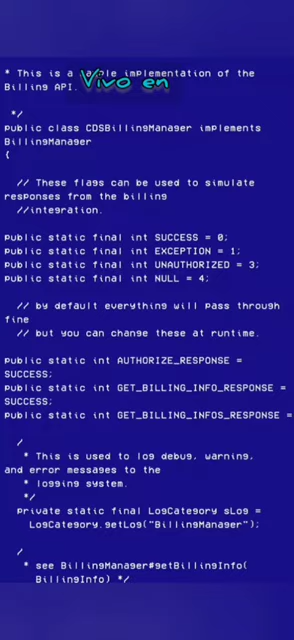 * This is a sample implementation of the
Billing API.
Vivo en
*/
public class CDSBillingManager implements
BillingManager
{
// These flags can be used to simulate
responses from the billing
//integration.
public static final int SUCCESS = 0;
public static final int EXCEPTION = 1;
public static final int UNAUTHORIZED = 3;
public static final int NULL = 4;
// by default everything will pass through
fine
// but you can change these at runtime.
public static int AUTHORIZE_RESPONSE =
SUCCESS;
public static int GET_BILLING_INFO_RESPONSE =
SUCCESS;
public static int GET_BILLING_INFOS_RESPONSE =
/
* This is used to log debug, warning,
and error messages to the
* logging system.
*/
private static final LogCategory sLog =
LogCategory.getLog("BillingManager");
/
* see BillingManager#getBillingInfo(
BillingInfo) */